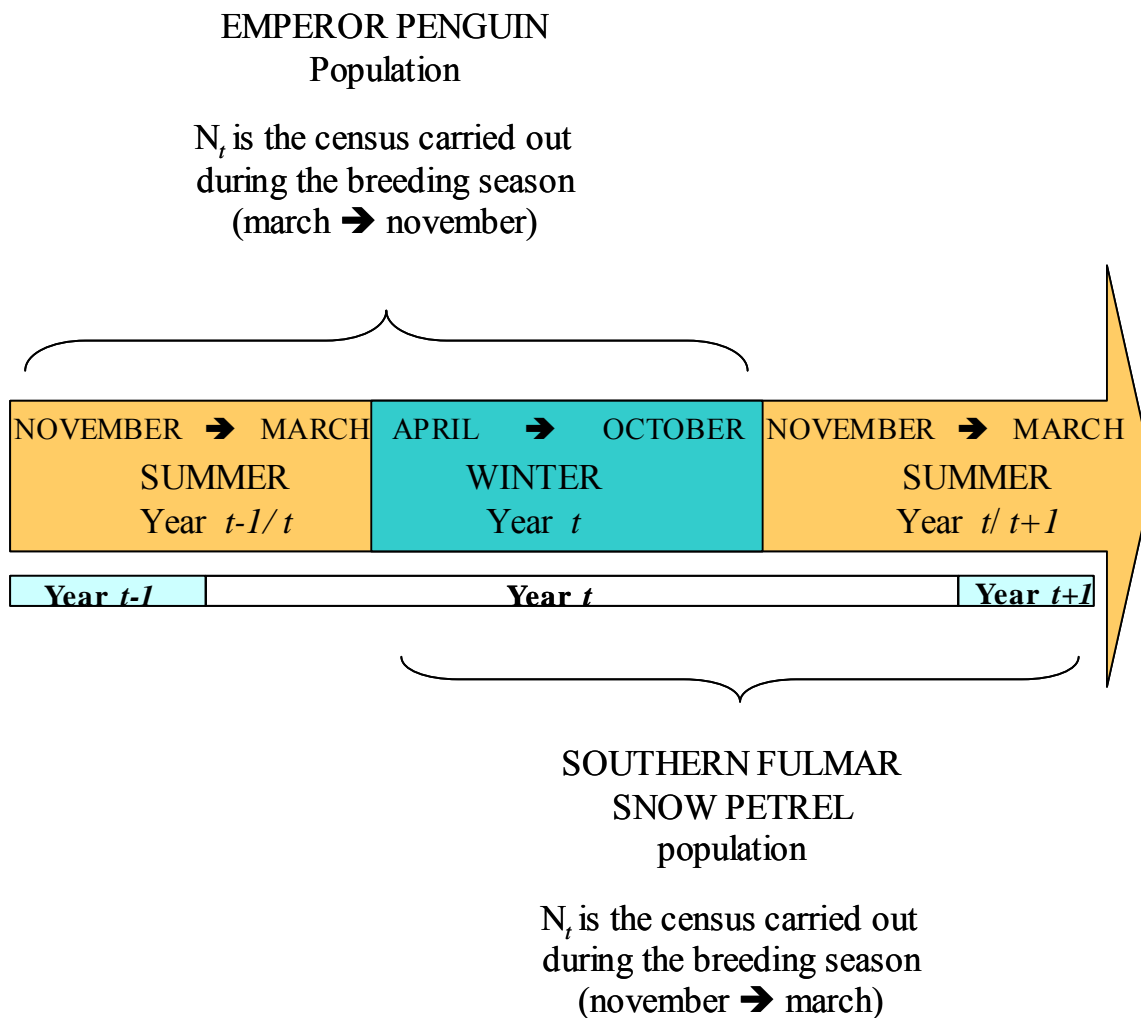 EMPEROR PENGUIN
Population
Nt is the census carried out
during the breeding season
(march ➔ november)
NOVEMBER ➔ MARCH APRIL ➔ OCTOBER NOVEMBER ➔ MARCH
SUMMER WINTER SUMMER
Year t-1/ t Year t Year t/ t+1
Year t-1 Year t Year t+1
SOUTHERN FULMAR
SNOW PETREL
population
Nt is the census carried out
during the breeding season
(november ➔ march)